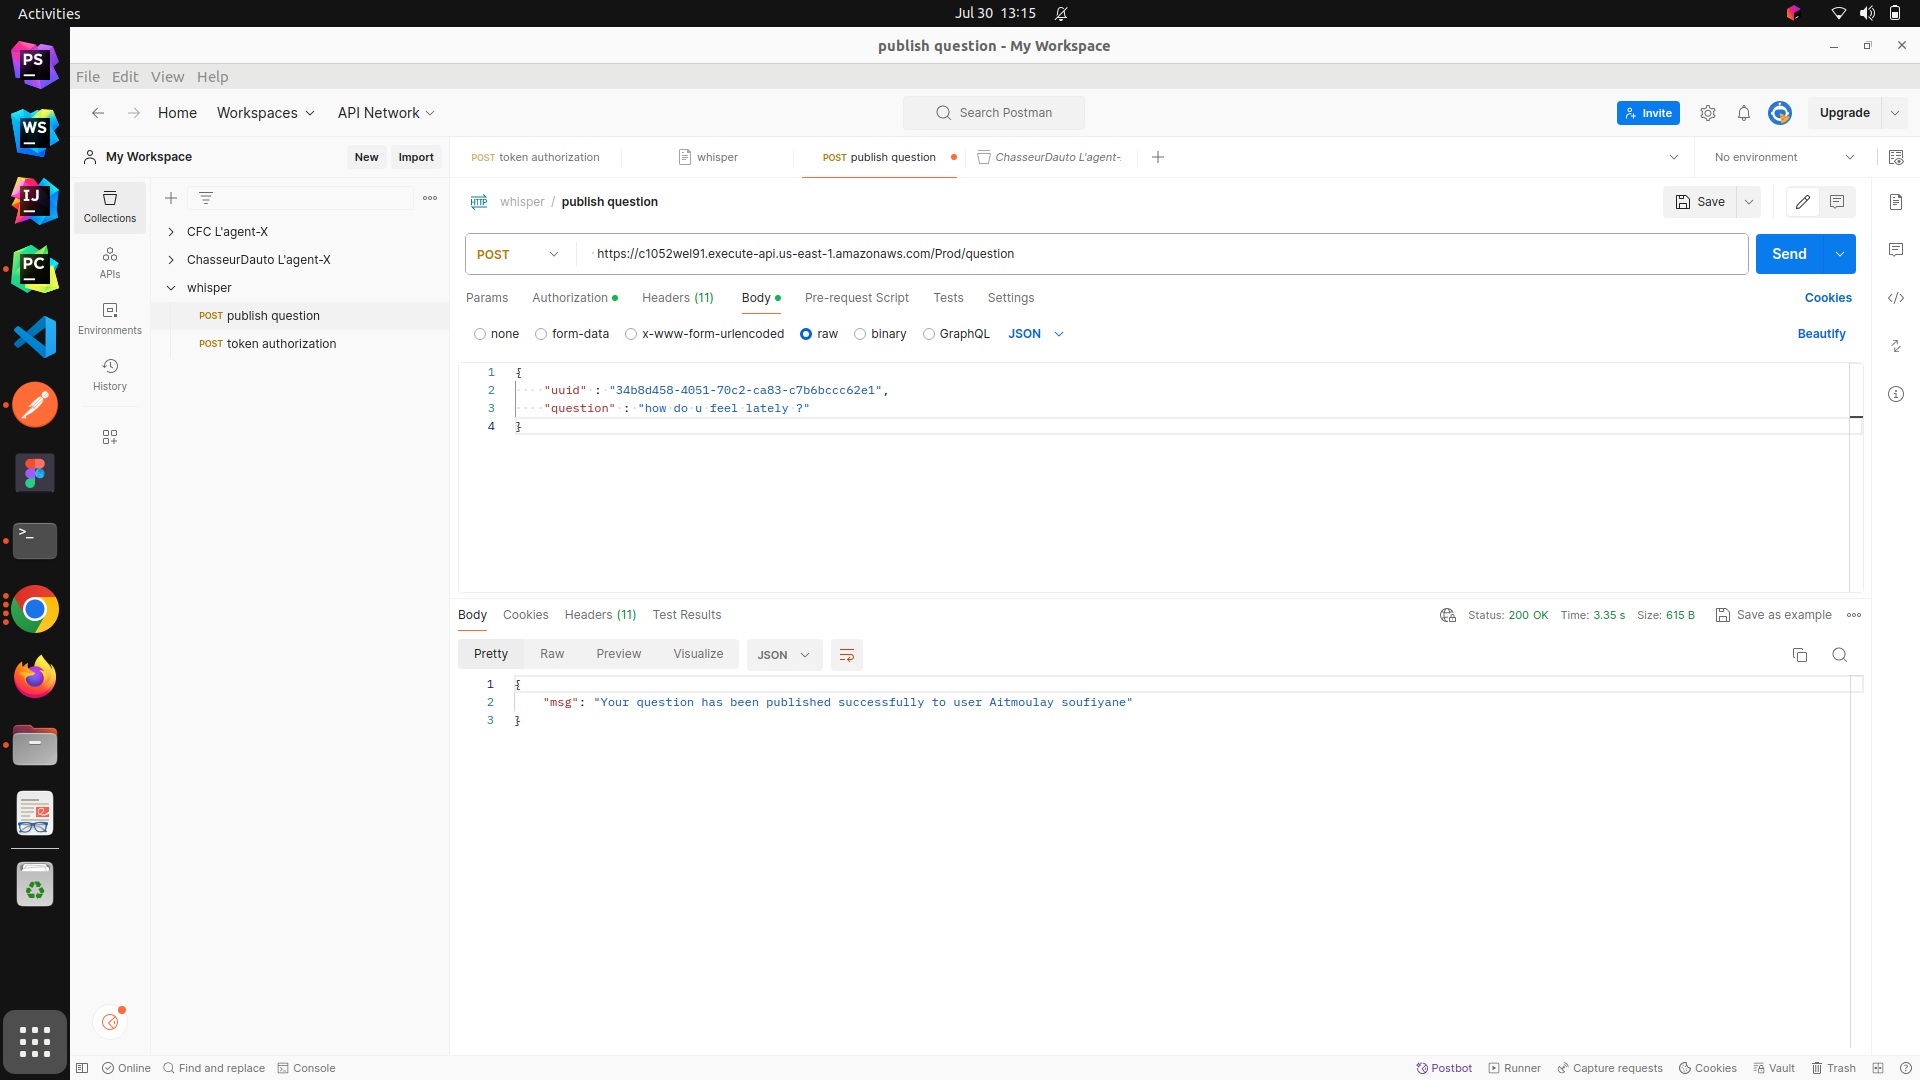 Activities
Jul 30 13:15
publish question - My Workspace
File Edit View Help
Home Workspaces API Network
Search Postman
Invite
Upgrade
My Workspace
New Import
POST token authorization
whisper
POST publish question
ChasseurDauto L'agent-
No environment
Collections
APIs
Environments
History
CFC L'agent-X
ChasseurDauto L'agent-X
whisper
POST publish question
POST token authorization
HTTP whisper / publish question
Save
POST https://c1052wel91.execute-api.us-east-1.amazonaws.com/Prod/question
Send
Params Authorization Headers (11) Body Pre-request Script Tests Settings
Cookies
none form-data x-www-form-urlencoded raw binary GraphQL JSON
Beautify
1 {
2 "uuid" : "34b8d458-4051-70c2-ca83-c7b6bccc62e1",
3 "question" : "how do u feel lately ?"
4 }
Body Cookies Headers (11) Test Results
Status: 200 OK Time: 3.35 s Size: 615 B
Save as example
Pretty Raw Preview Visualize JSON
1 {
2 "msg": "Your question has been published successfully to user Aitmoulay soufiyane"
3 }
Online Find and replace Console
Postbot Runner Capture requests Cookies Vault Trash
PS
WS
IJ
PC
>_